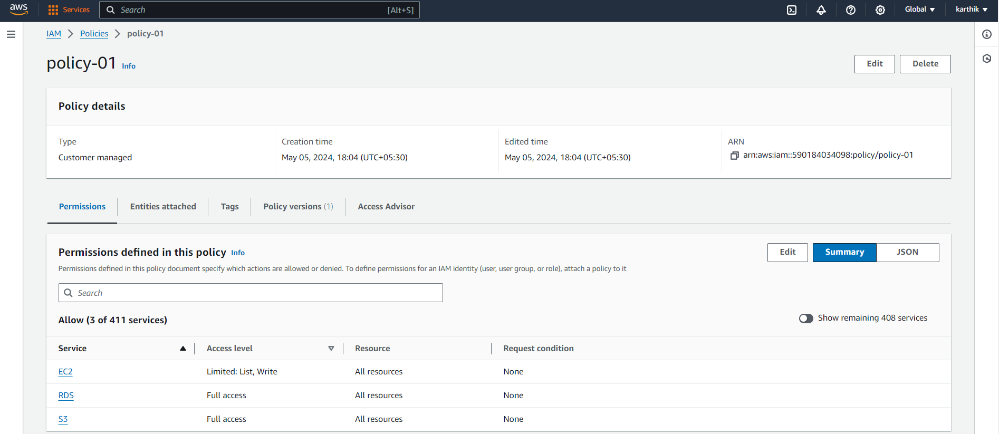 aws Services Search [Alt+S] Global karthik
IAM Policies policy-01
policy-01 Info Edit Delete
Policy details
Type Creation time Edited time ARN
Customer managed May 05, 2024, 18:04 (UTC+05:30) May 05, 2024, 18:04 (UTC+05:30) arn:aws:iam::590184034098:policy/policy-01
Permissions Entities attached Tags Policy versions (1) Access Advisor
Permissions defined in this policy Info Edit Summary JSON
Permissions defined in this policy document specify which actions are allowed or denied. To define permissions for an IAM identity (user, user group, or role), attach a policy to it
Search
Allow (3 of 411 services) Show remaining 408 services
Service Access level Resource Request condition
EC2 Limited: List, Write All resources None
RDS Full access All resources None
S3 Full access All resources None